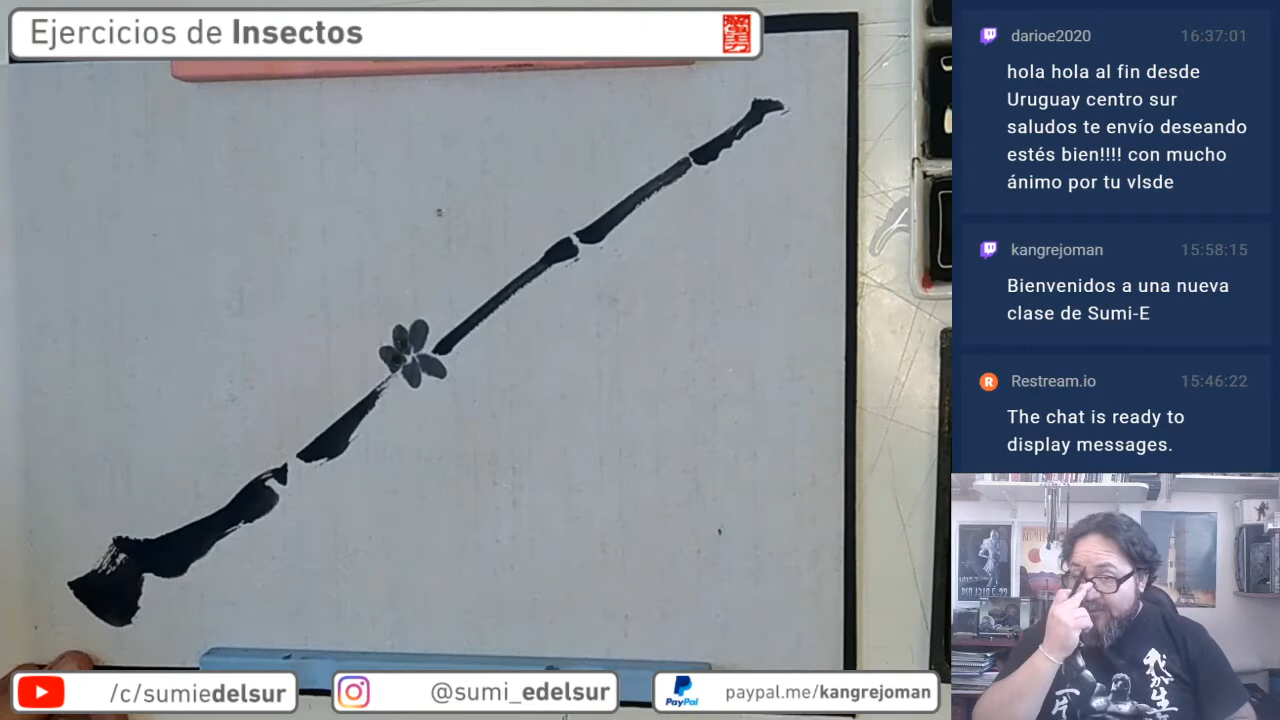 Ejercicios de Insectos
darioe2020 16:37:01
hola hola al fin desde
Uruguay centro sur
saludos te envío deseando
estés bien!!!! con mucho
ánimo por tu vlsde
kangrejoman 15:58:15
Bienvenidos a una nueva
clase de Sumi-E
Restream.io 15:46:22
The chat is ready to
display messages.
/c/sumiedelsur
@sumi_edelsur
PayPal
paypal.me/kangrejoman